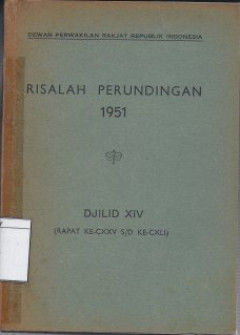 DEWAN PERWAKILAN RAKJAT REPUBLIK INDONESIA
RISALAH PERUNDINGAN
1951
DJILID XIV
(RAPAT KE-CXXV S/D KE-CXLI)